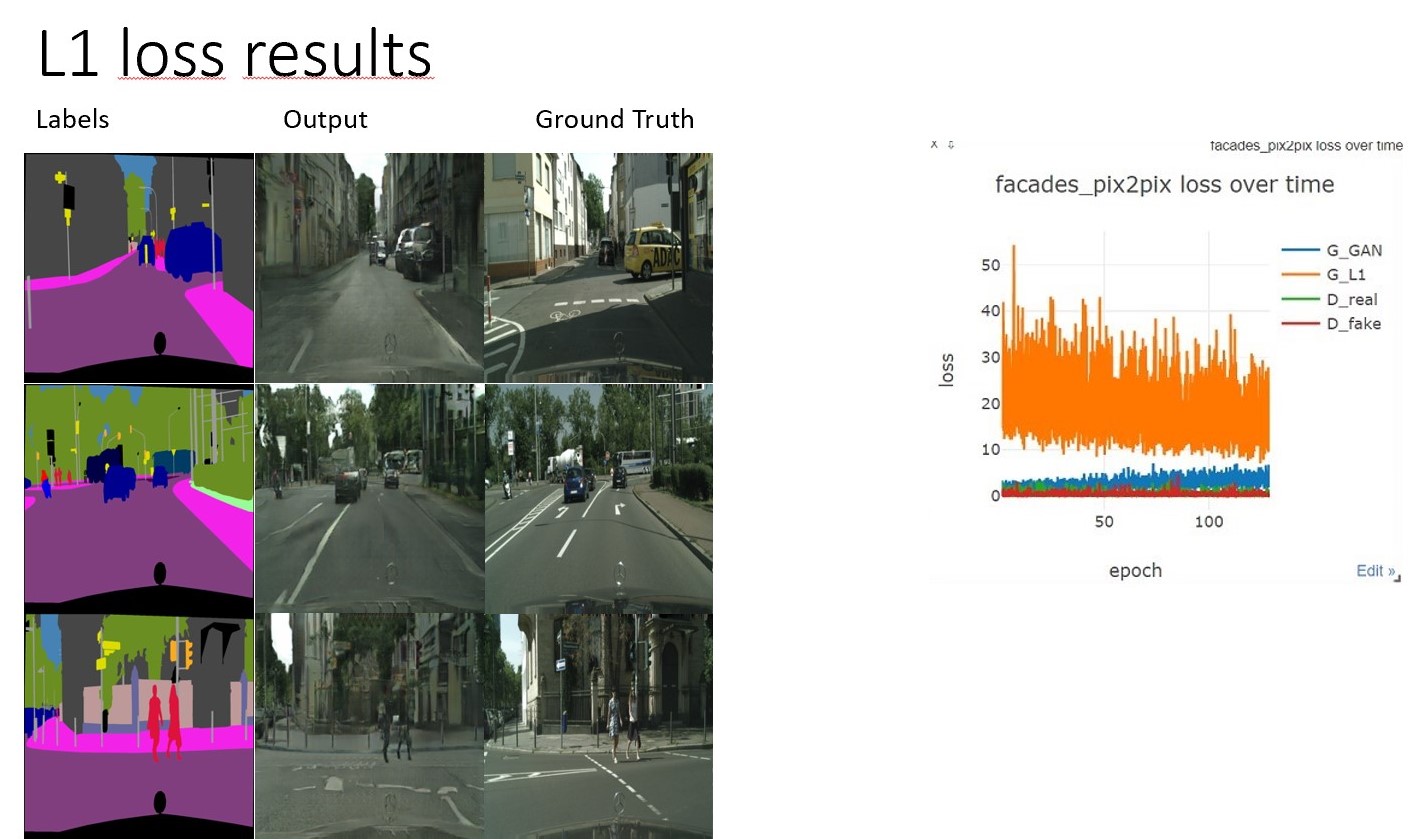 L1 loss results
Labels Output Ground Truth
ADAC
X
facades_pix2pix loss over time
facades_pix2pix loss over time
G_GAN
G_L1
D_real
D_fake
50
40
30
20
10
0
loss
50 100
epoch
Edit »